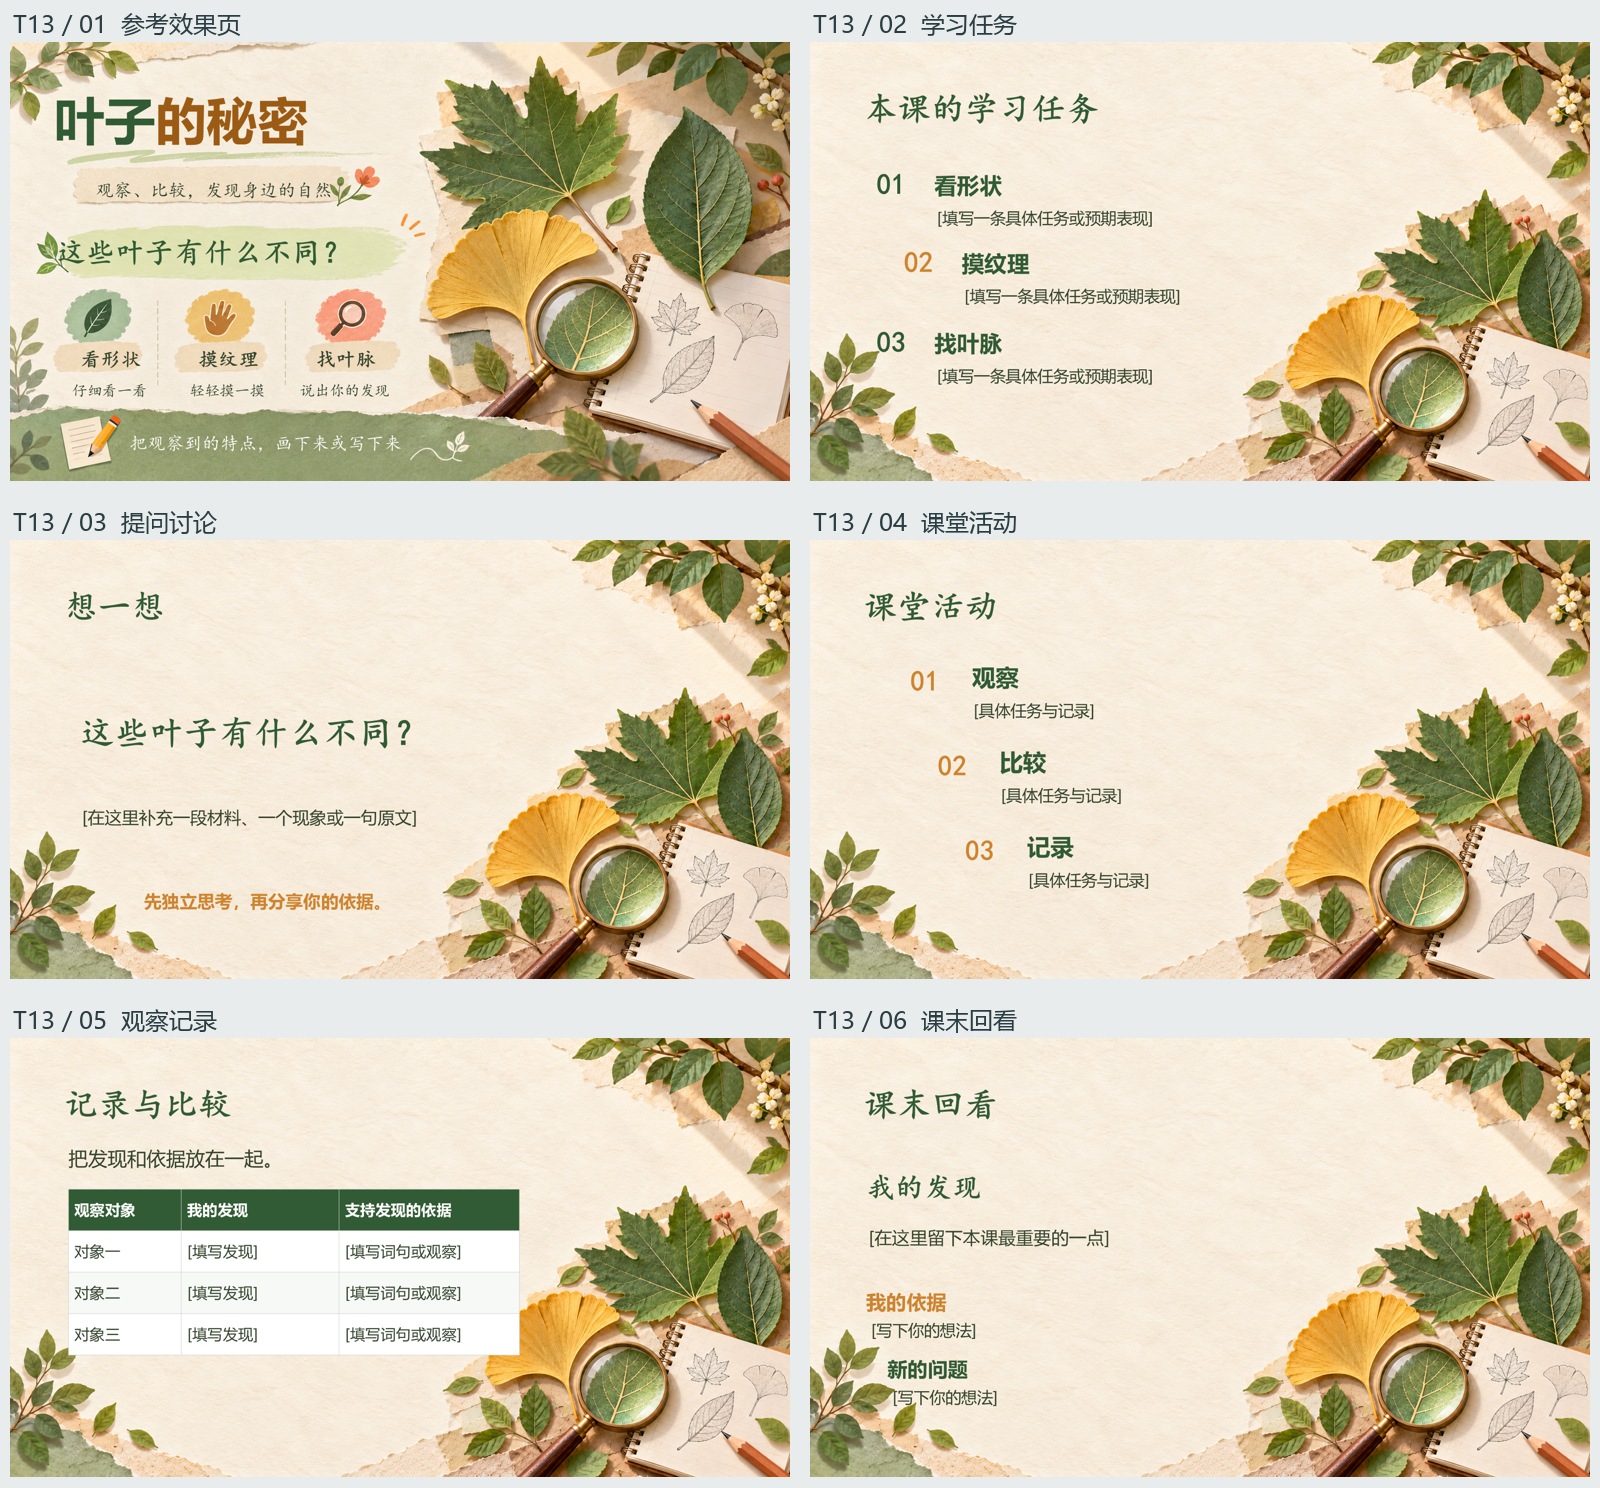 T13 / 01 参考效果页
叶子的秘密
观察、比较，发现身边的自然
这些叶子有什么不同？
看形状
摸纹理
找叶脉
仔细看一看
轻轻摸一摸
说出你的发现
把观察到的特点，画下来或写下来
T13 / 02 学习任务
本课的学习任务
01 看形状
[填写一条具体任务或预期表现]
02 摸纹理
[填写一条具体任务或预期表现]
03 找叶脉
[填写一条具体任务或预期表现]
T13 / 03 提问讨论
想一想
这些叶子有什么不同？
[在这里补充一段材料、一个现象或一句原文]
先独立思考，再分享你的依据。
T13 / 04 课堂活动
课堂活动
01 观察
[具体任务与记录]
02 比较
[具体任务与记录]
03 记录
[具体任务与记录]
T13 / 05 观察记录
记录与比较
把发现和依据放在一起。
观察对象 我的发现 支持发现的依据
对象一 [填写发现] [填写词句或观察]
对象二 [填写发现] [填写词句或观察]
对象三 [填写发现] [填写词句或观察]
T13 / 06 课末回看
课末回看
我的发现
[在这里留下本课最重要的一点]
我的依据
[写下你的想法]
新的问题
[写下你的想法]